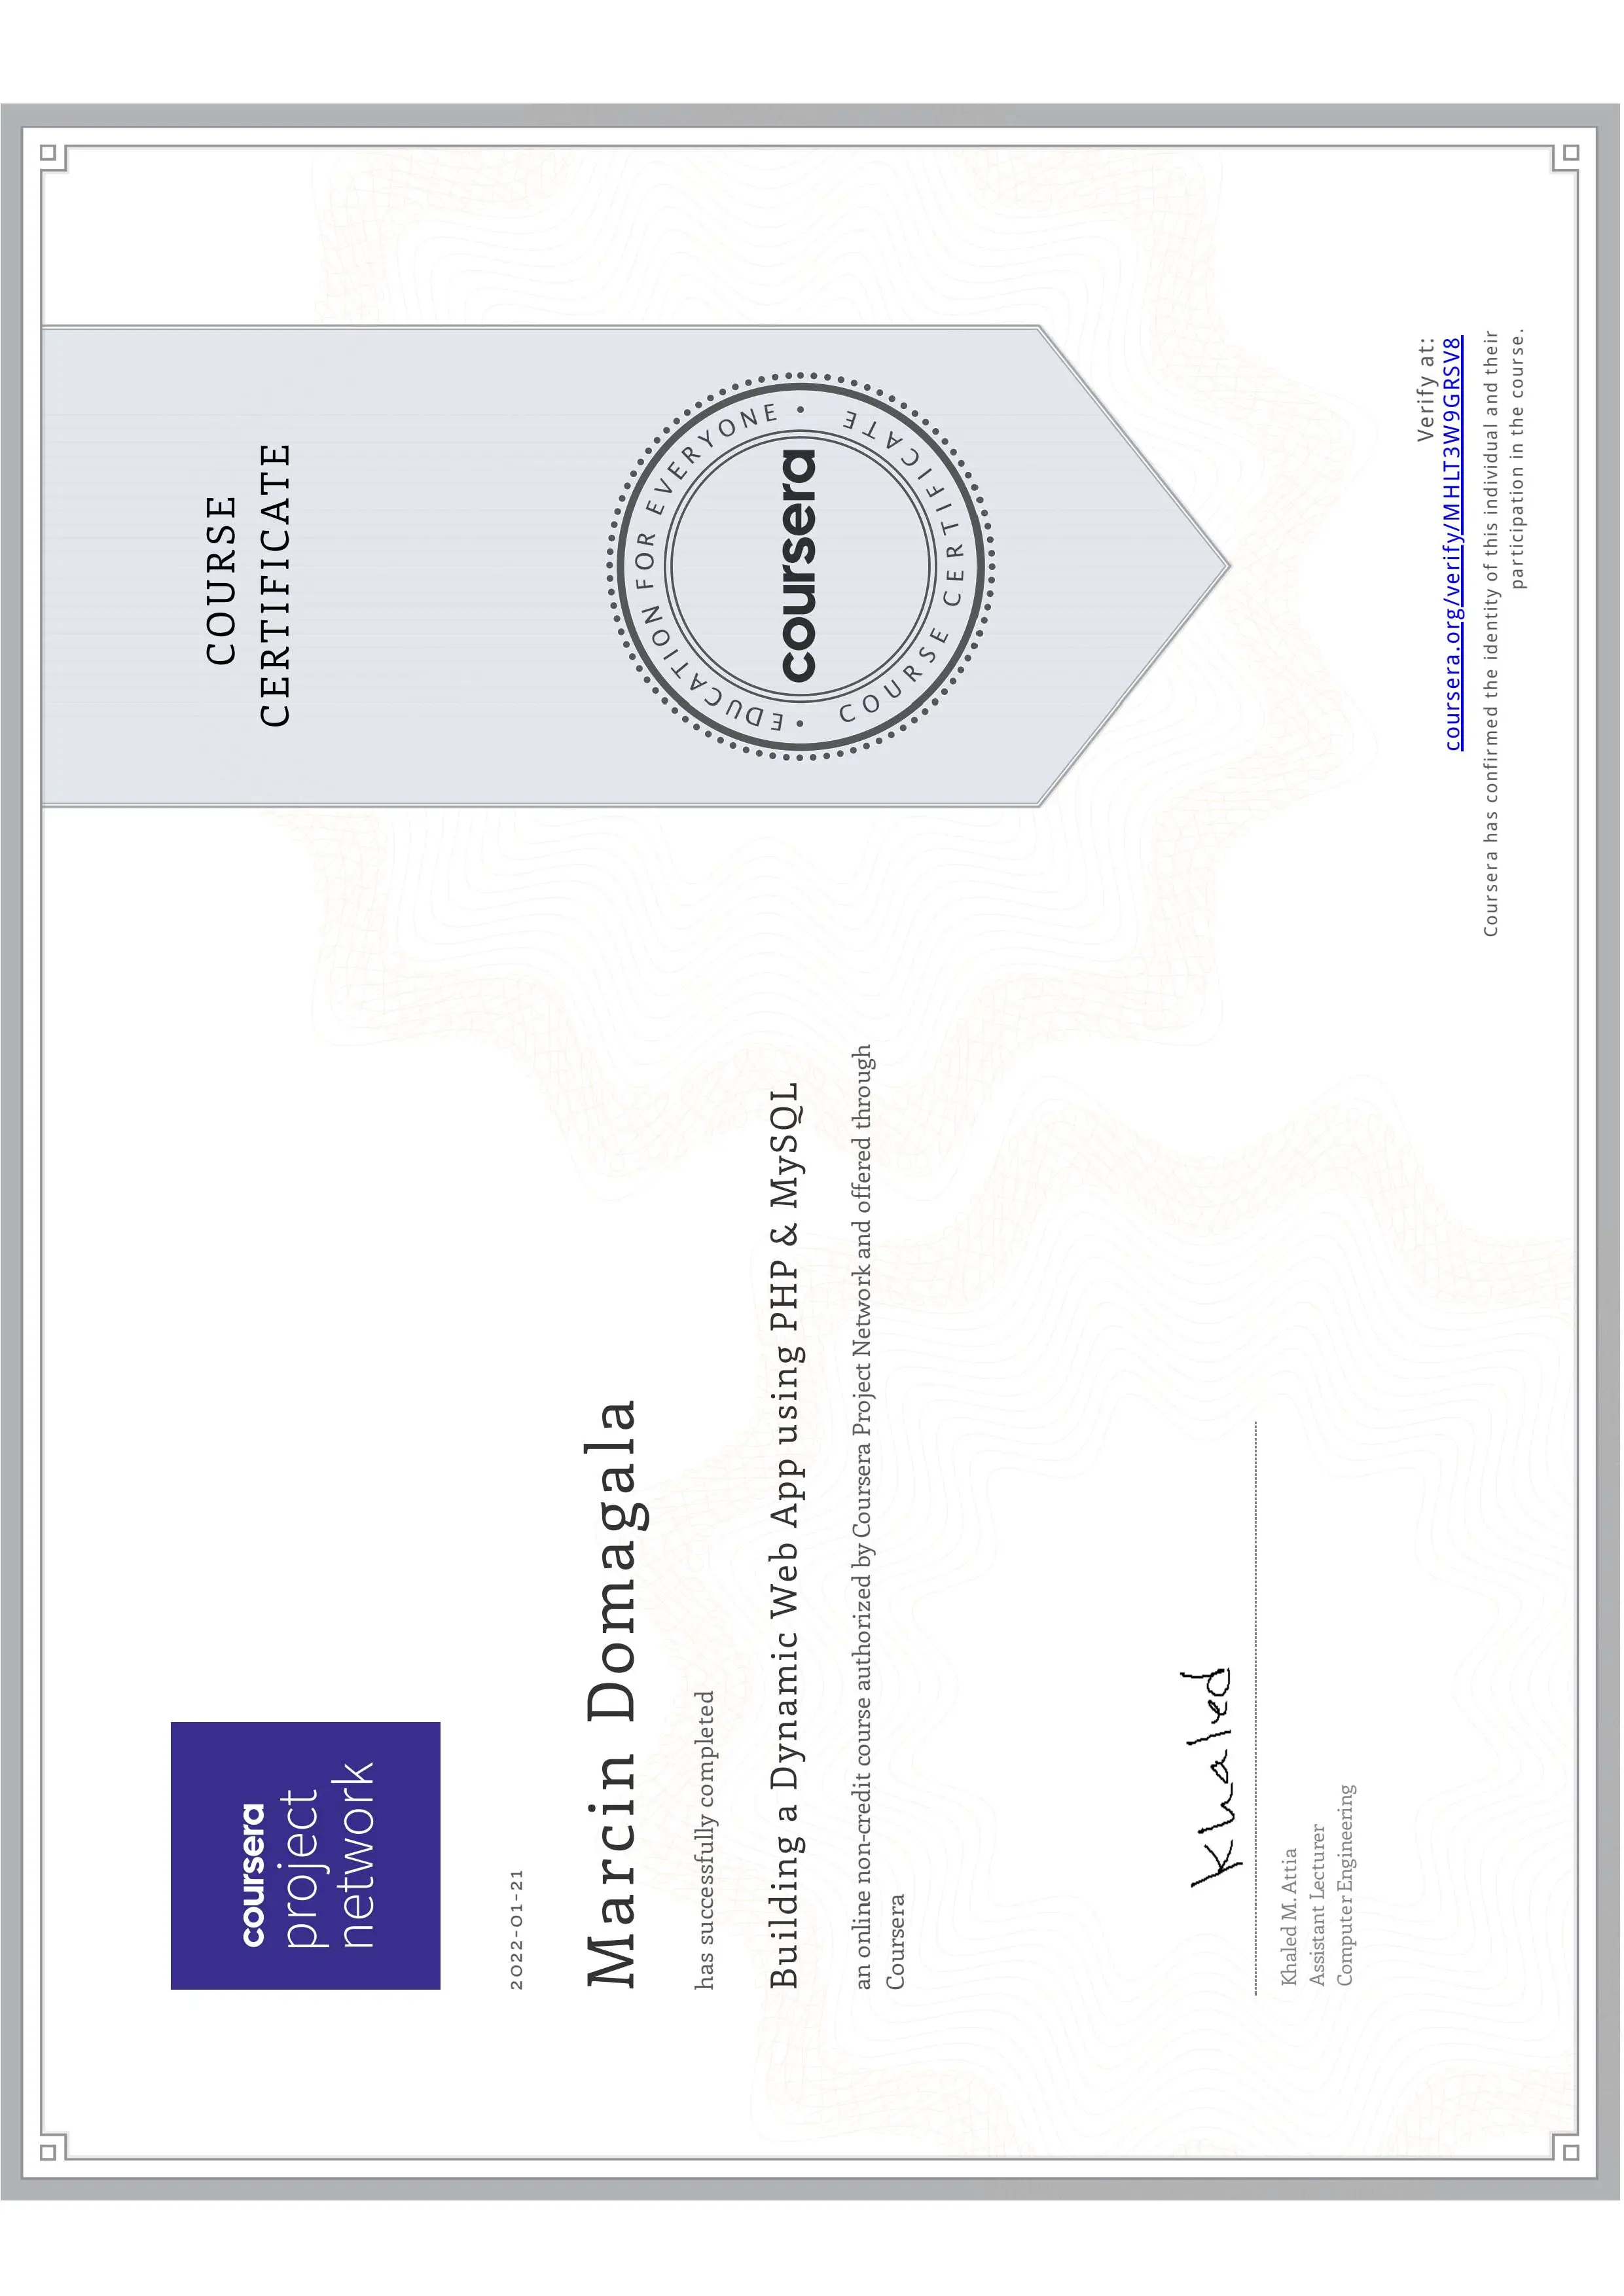 coursera
project
network
2022-01-21
Marcin Domagala
has successfully completed
Building a Dynamic Web App using PHP & MySQL
an online non-credit course authorized by Coursera Project Network and offered through
Coursera
Khaled
Khaled M. Attia
Assistant Lecturer
Computer Engineering
COURSE
CERTIFICATE
EDUCATION FOR EVERYONE
coursera
COURSE CERTIFICATE
Verify at:
coursera.org/verify/MHLT3W9GRSV8
Coursera has confirmed the identity of this individual and their
participation in the course.